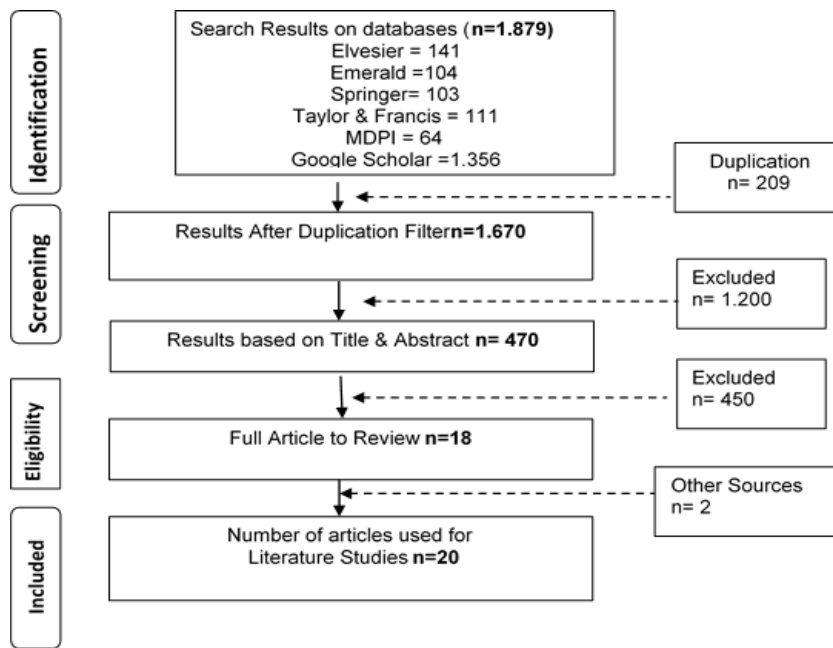 Identification
Search Results on databases (n=1.879)
Elvesier = 141
Emerald =104
Springer= 103
Taylor & Francis = 111
MDPI = 64
Google Scholar =1.356
Duplication
n= 209
Screening
Results After Duplication Filtern=1.670
Excluded
n= 1.200
Results based on Title & Abstract n= 470
Eligibility
Excluded
n= 450
Full Article to Review n=18
Other Sources
n= 2
Included
Number of articles used for
Literature Studies n=20